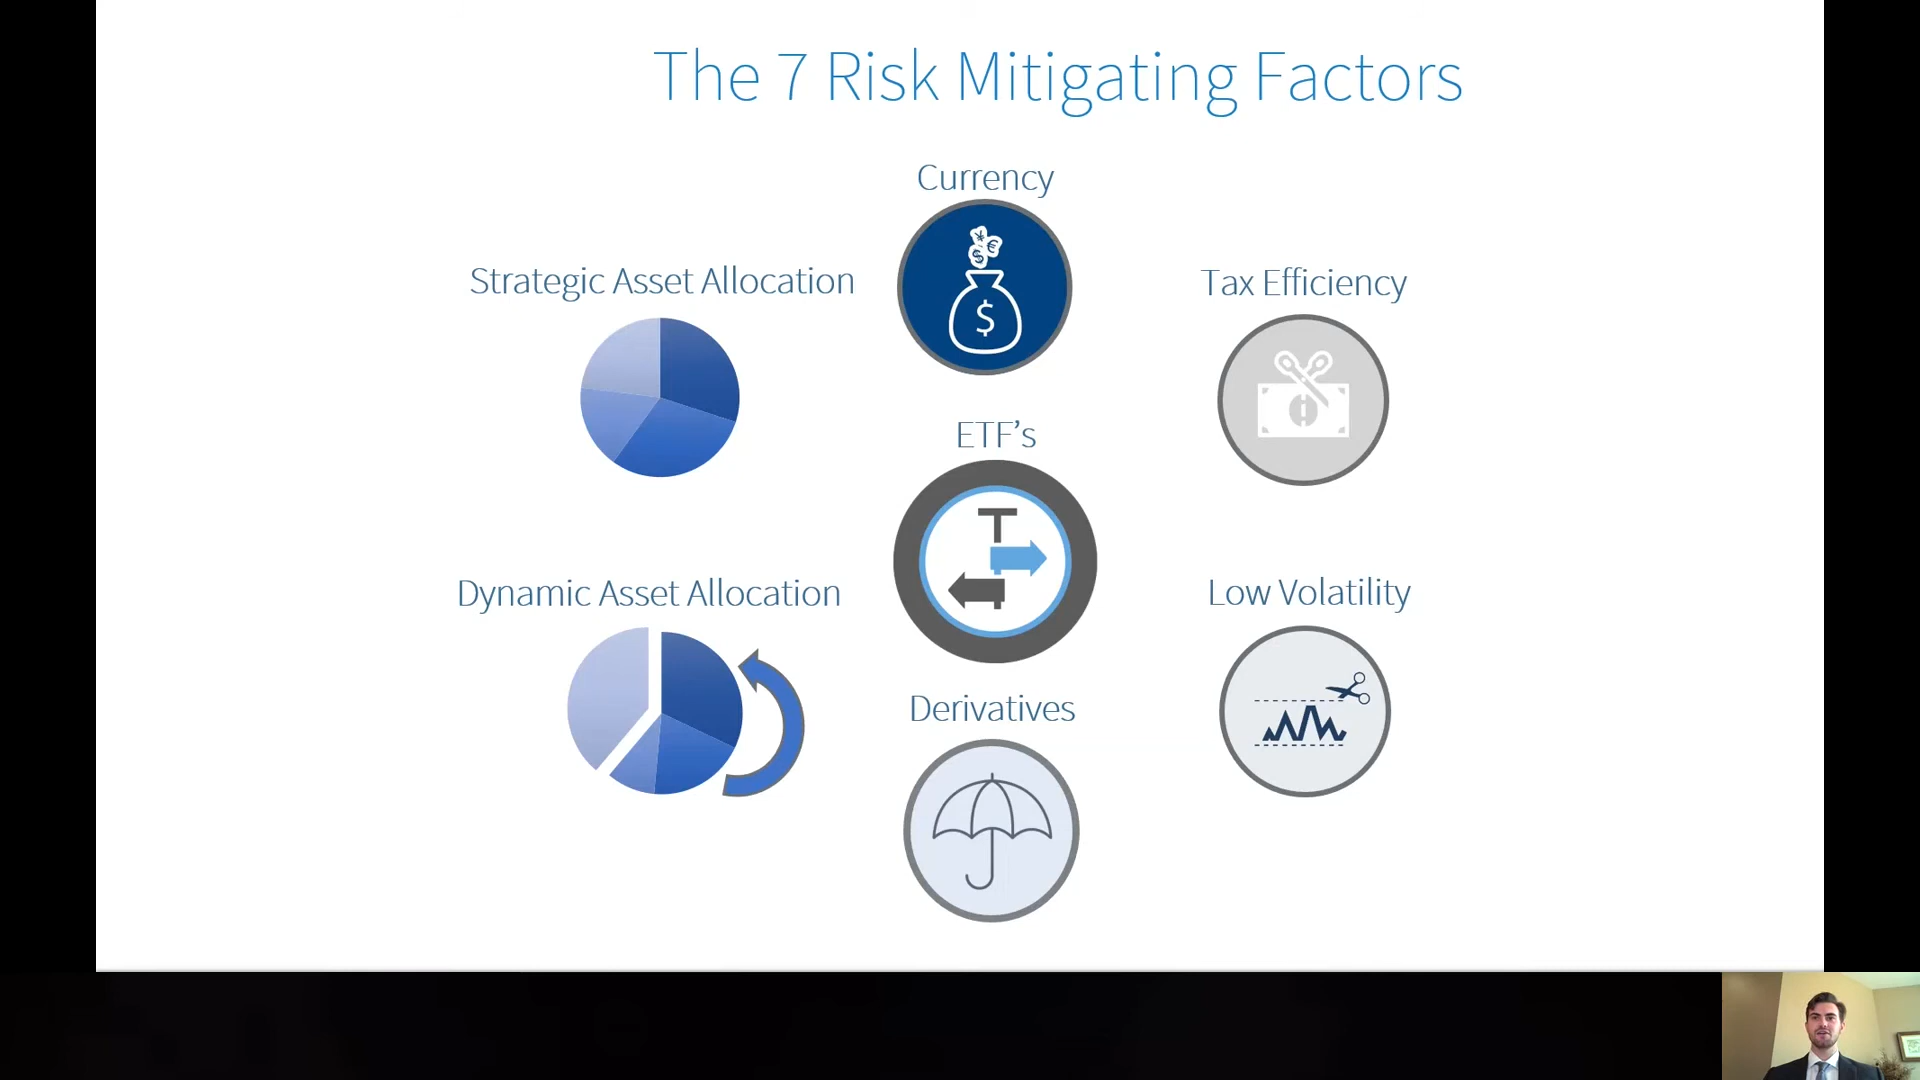 The 7 Risk Mitigating Factors
Currency
Strategic Asset Allocation
Tax Efficiency
¥
€
$
$
ETF’s
Dynamic Asset Allocation
Low Volatility
Derivatives